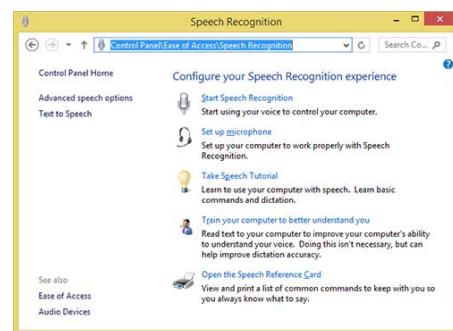 Speech Recognition
Control Panel\Ease of Access\Speech Recognition
Search Co...
Control Panel Home
Advanced speech options
Text to Speech
Configure your Speech Recognition experience
Start Speech Recognition
Start using your voice to control your computer.
Set up microphone
Set up your computer to work properly with Speech
Recognition.
Take Speech Tutorial
Learn to use your computer with speech. Learn basic
commands and dictation.
Train your computer to better understand you
Read text to your computer to improve your computer's ability
to understand your voice. Doing this isn't necessary, but can
help improve dictation accuracy.
Open the Speech Reference Card
View and print a list of common commands to keep with you so
you always know what to say.
See also
Ease of Access
Audio Devices